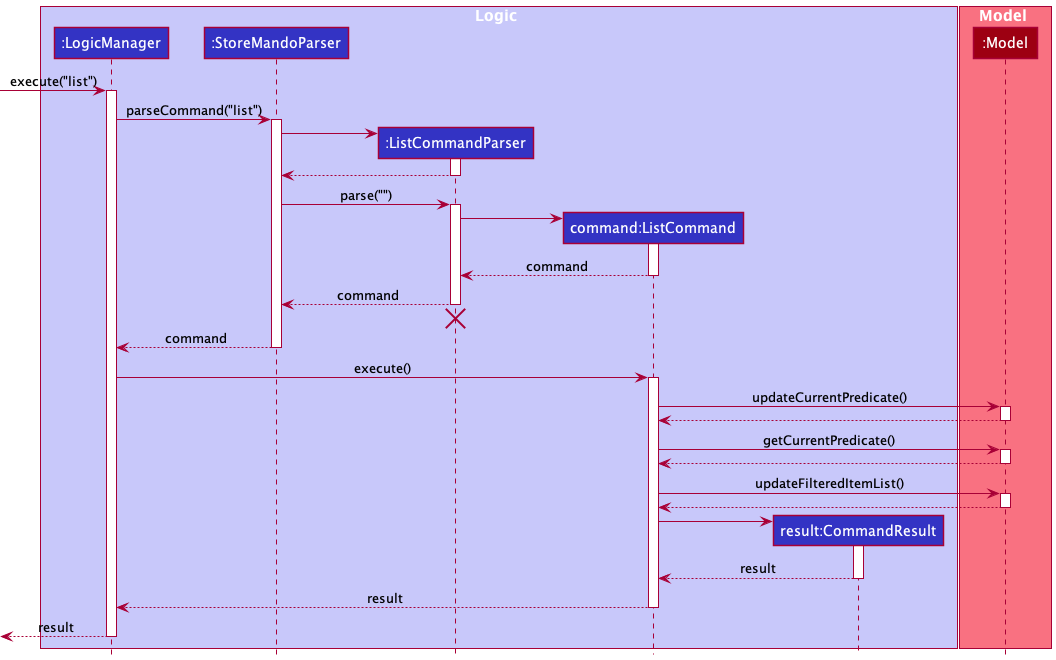 Logic
Model
:LogicManager
:StoreMandoParser
:Model
execute("list")
parseCommand("list")
:ListCommandParser
parse("")
command:ListCommand
command
command
command
execute()
updateCurrentPredicate()
getCurrentPredicate()
updateFilteredItemList()
result:CommandResult
result
result
result